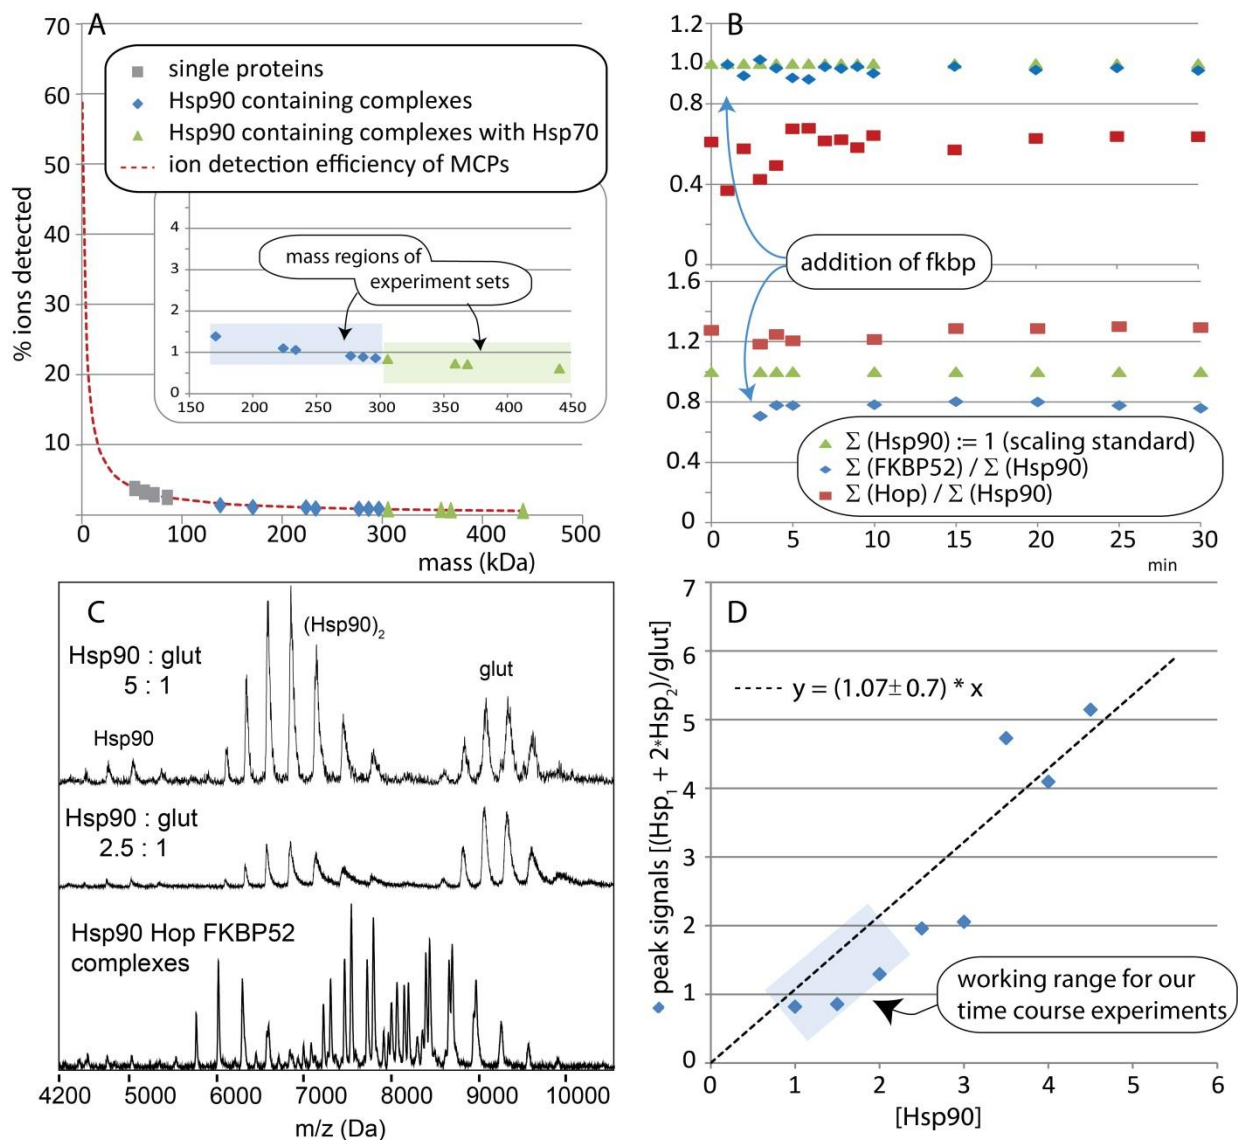 A
70
60
50
40
30
20
10
% ions detected
single proteins
Hsp90 containing complexes
Hsp90 containing complexes with Hsp70
ion detection efficiency of MCPs
4
3
2
1
0
mass regions of
experiment sets
150 200 250 300 350 400 450
0 100 200 300 400 500
mass (kDa)
B
1.2
1.0
0.8
0.4
0
addition of fkbp
1.6
1.2
0.8
0.4
0
Σ (Hsp90) := 1 (scaling standard)
Σ (FKBP52) / Σ (Hsp90)
Σ (Hop) / Σ (Hsp90)
0 5 10 15 20 25 30
min
C
Hsp90 : glut
5 : 1
Hsp90
(Hsp90)2
glut
Hsp90 : glut
2.5 : 1
Hsp90 Hop FKBP52
complexes
4200 5000 6000 7000 8000 9000 10000
m/z (Da)
D
7
6
5
4
3
2
1
0
peak signals [(Hsp1 + 2*Hsp2)/glut]
y = (1.07± 0.7) * x
working range for our
time course experiments
0 1 2 3 4 5 6
[Hsp90]